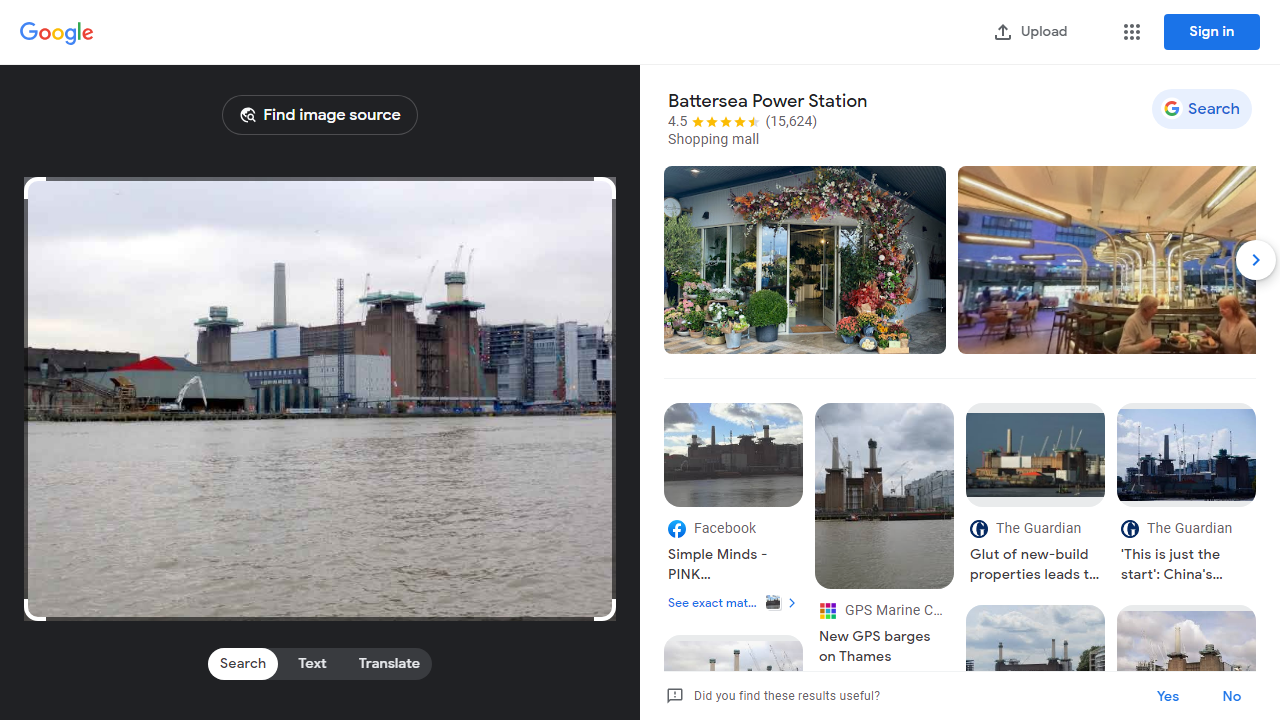 Google
Upload
Sign in
Find image source
Search
Text
Translate
Battersea Power Station
4.5 (15,624)
Shopping mall
Search
Facebook
Simple Minds -
PINK...
See exact mat...
GPS Marine C...
New GPS barges
on Thames
The Guardian
Glut of new-build
properties leads t...
The Guardian
'This is just the
start': China's...
Did you find these results useful?
Yes
No